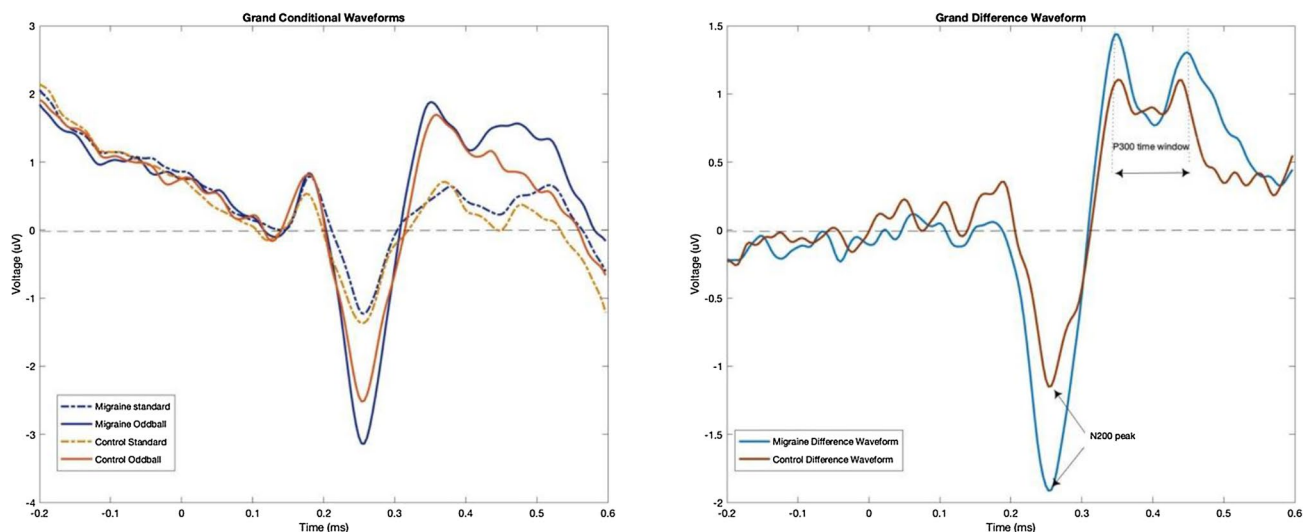 Grand Conditional Waveforms
3
2
1
0
-1
-2
-3
-4
Voltage (uV)
-0.2 -0.1 0 0.1 0.2 0.3 0.4 0.5 0.6
Time (ms)
Migraine standard
Migraine Oddball
Control Standard
Control Oddball
Grand Difference Waveform
1.5
1
0.5
0
-0.5
-1
-1.5
-2
Voltage (uV)
-0.2 -0.1 0 0.1 0.2 0.3 0.4 0.5 0.6
Time (ms)
P300 time window
N200 peak
Migraine Difference Waveform
Control Difference Waveform